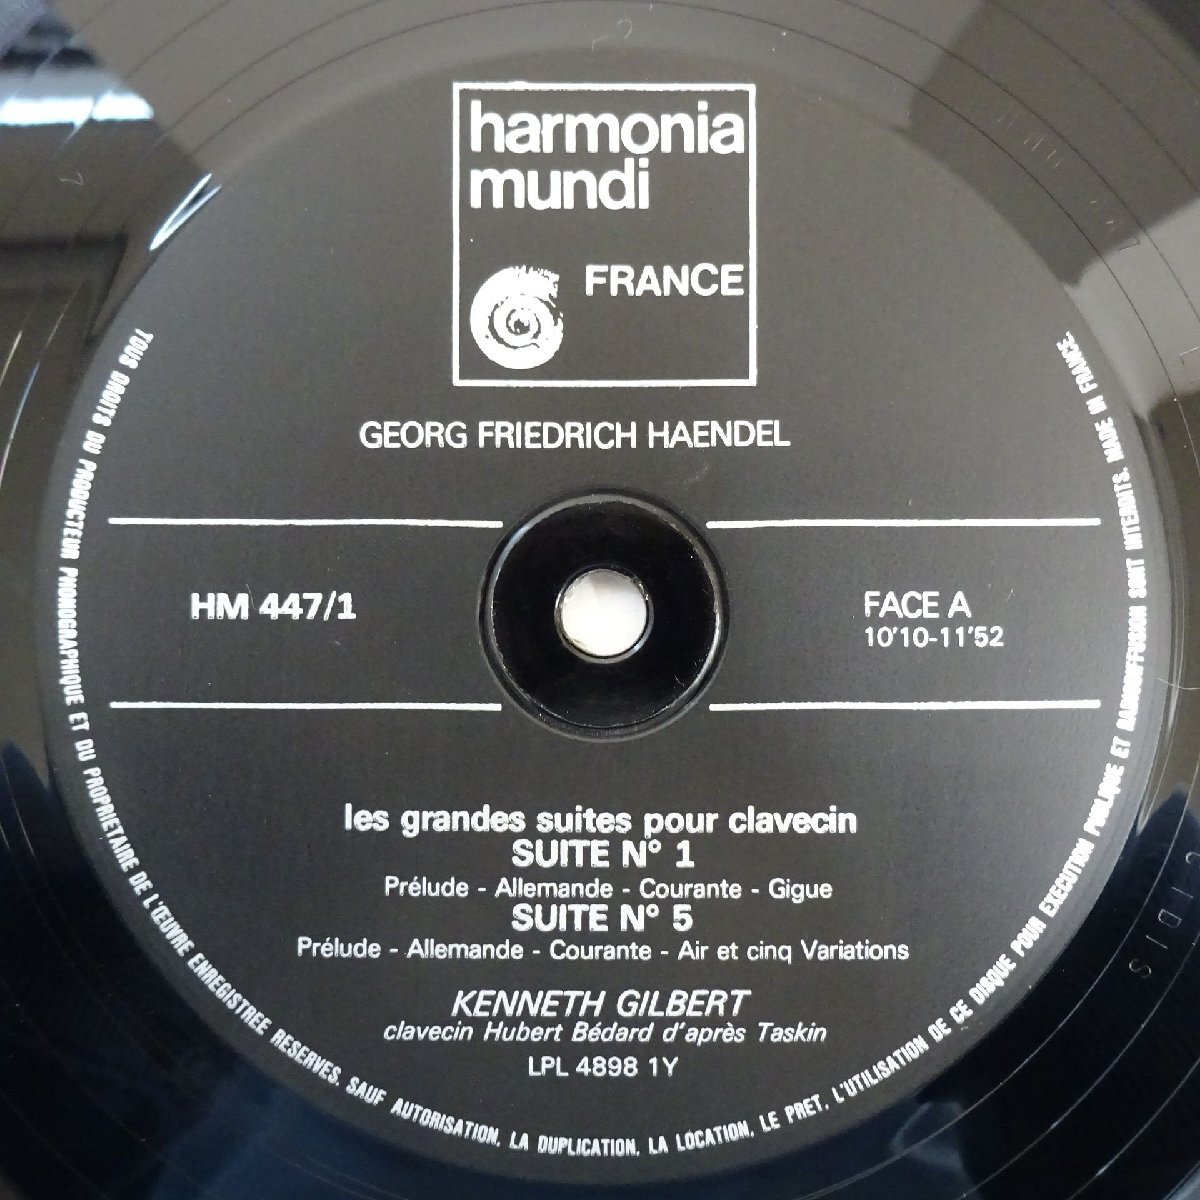 harmonia
mundi
FRANCE
GEORG FRIEDRICH HAENDEL
HM 447/1
FACE A
10'10-11'52
les grandes suites pour clavecin
SUITE N° 1
Prélude - Allemande - Courante - Gigue
SUITE N° 5
Prélude - Allemande - Courante - Air et cinq Variations
KENNETH GILBERT
clavecin Hubert Bédard d'après Taskin
LPL 4898 1Y
TOUS DROITS DU PRODUCTEUR PHONOGRAPHIQUE ET DU PROPRIETAIRE DE L'ŒUVRE ENREGISTREE RESERVES. SAUF AUTORISATION, LA DUPLICATION, LA LOCATION, LE PRET, L'UTILISATION DE CE DISQUE POUR EXECUTION PUBLIQUE ET RADIODIFFUSION SONT INTERDITS. MADE IN FRANCE.